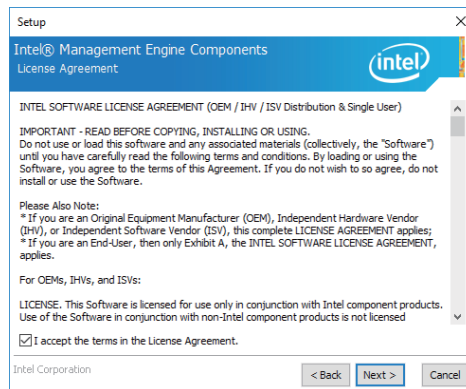 Setup
Intel® Management Engine Components
License Agreement
intel
INTEL SOFTWARE LICENSE AGREEMENT (OEM / IHV / ISV Distribution & Single User)
IMPORTANT - READ BEFORE COPYING, INSTALLING OR USING.
Do not use or load this software and any associated materials (collectively, the "Software")
until you have carefully read the following terms and conditions. By loading or using the
Software, you agree to the terms of this Agreement. If you do not wish to so agree, do not
install or use the Software.
Please Also Note:
* If you are an Original Equipment Manufacturer (OEM), Independent Hardware Vendor
(IHV), or Independent Software Vendor (ISV), this complete LICENSE AGREEMENT applies;
* If you are an End-User, then only Exhibit A, the INTEL SOFTWARE LICENSE AGREEMENT,
applies.
For OEMs, IHVs, and ISVs:
LICENSE. This Software is licensed for use only in conjunction with Intel component products.
Use of the Software in conjunction with non-Intel component products is not licensed
I accept the terms in the License Agreement.
Intel Corporation
< Back Next > Cancel